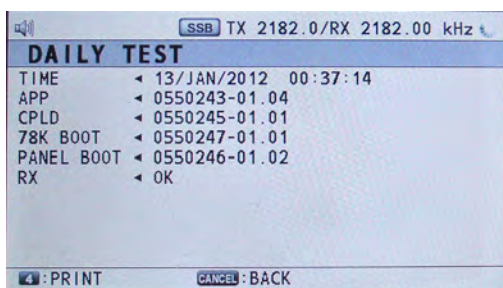 SSB TX 2182.0/RX 2182.00 kHz
DAILY TEST
TIME ◄ 13/JAN/2012 00:37:14
APP ◄ 0550243-01.04
CPLD ◄ 0550245-01.01
78K BOOT ◄ 0550247-01.01
PANEL BOOT ◄ 0550246-01.02
RX ◄ OK
4 :PRINT CANCEL :BACK